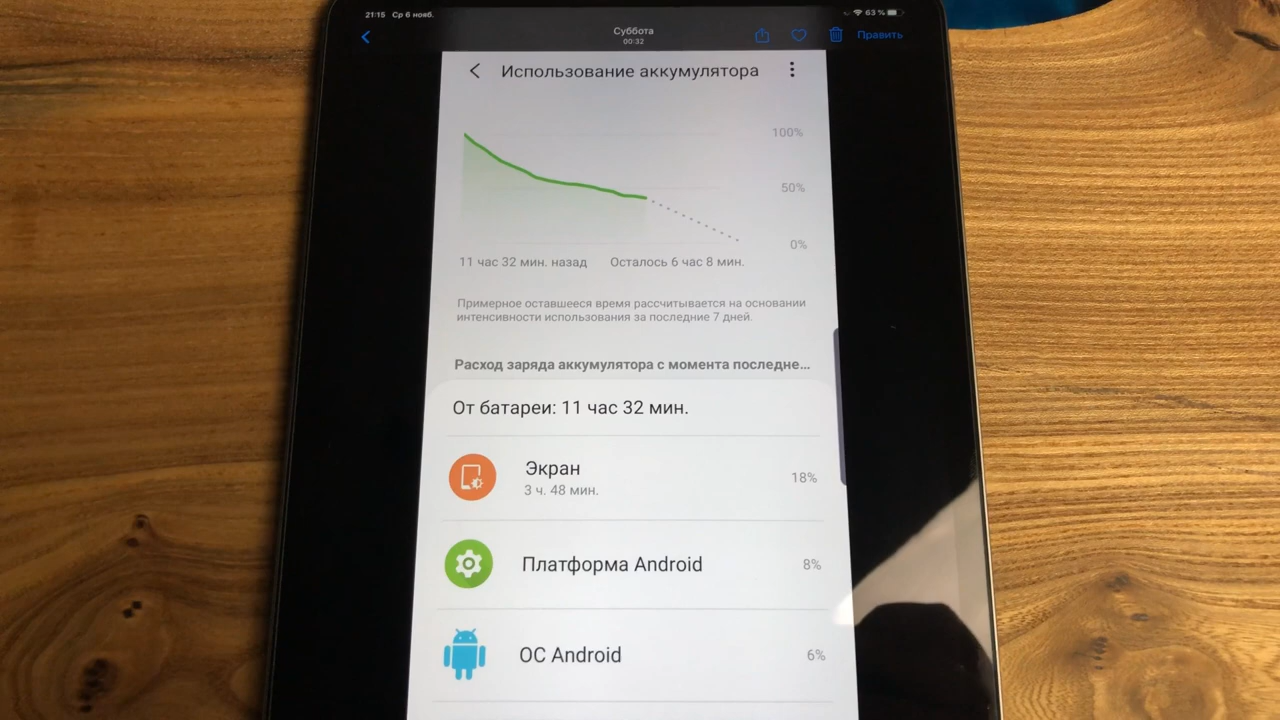 21:15 Ср 6 нояб.
63 %
Суббота
00:32
Править
Использование аккумулятора
100%
50%
0%
11 час 32 мин. назад
Осталось 6 час 8 мин.
Примерное оставшееся время рассчитывается на основании
интенсивности использования за последние 7 дней.
Расход заряда аккумулятора с момента последне...
От батареи: 11 час 32 мин.
Экран
18%
3 ч. 48 мин.
Платформа Android
8%
ОС Android
6%